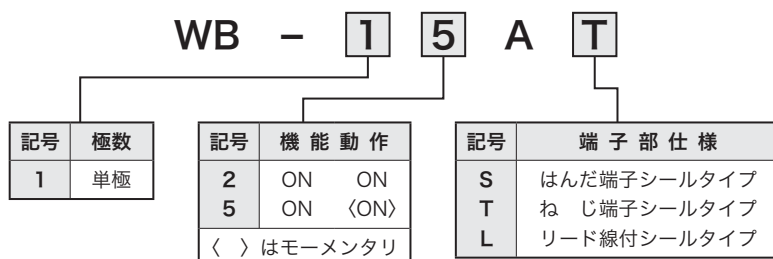 WB – 1 5 A T
記号 極数
1 単極
記号 機能動作
2 ON ON
5 ON 〈ON〉
〈 〉はモーメンタリ
記号 端子部仕様
S はんだ端子シールタイプ
T ね じ端子シールタイプ
L リード線付シールタイプ